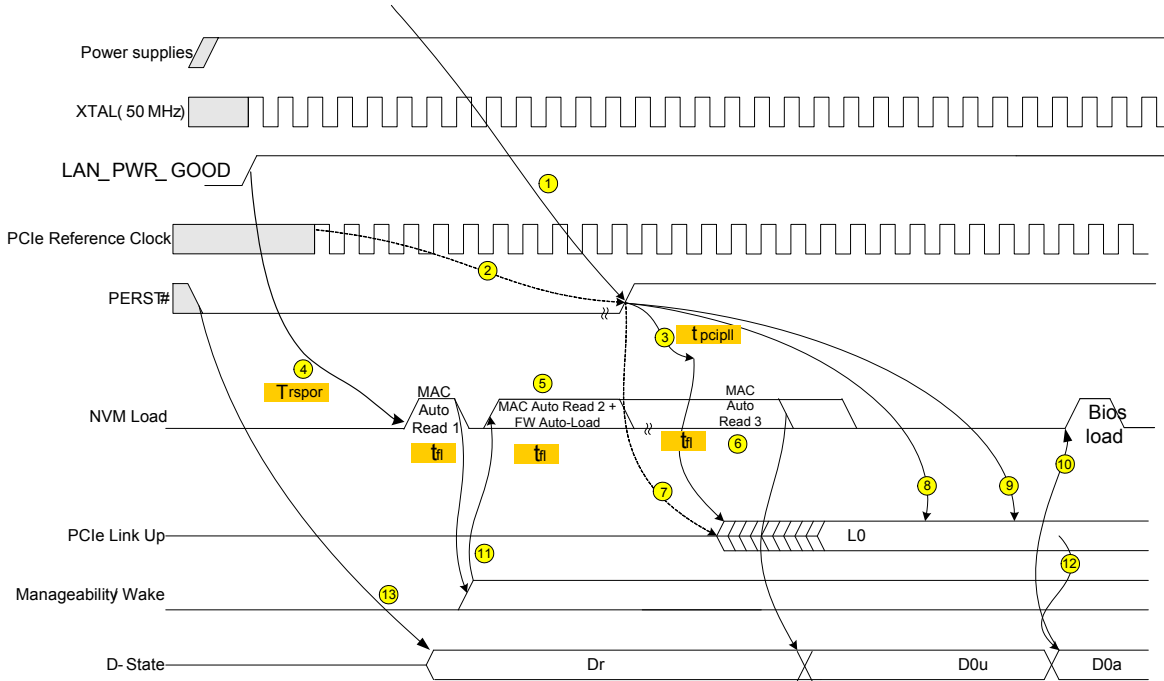 Power supplies
XTAL( 50 MHz)
LAN_PWR_ GOOD
1
PCIe Reference Clock
2
PERST#
3
t pcipll
4
Trspor
5
MAC
Auto
Read 1
MAC Auto Read 2 +
FW Auto-Load
MAC
Auto
Read 3
NVM Load
Bios
load
tfl
tfl
tfl
6
10
7
8
9
PCIe Link Up
L0
11
12
Manageability/ Wake
13
D- State
Dr
D0u
D0a